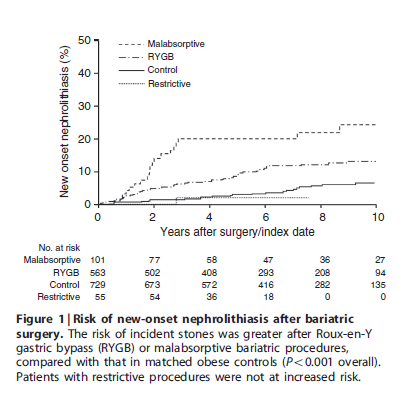 50
40
30
20
10
0
New onset nephrolithiasis (%)
Malabsorptive
RYGB
Control
Restrictive
0 2 4 6 8 10
Years after surgery/index date
No. at risk
Malabsorptive 101 77 58 47 36 27
RYGB 563 502 408 293 208 94
Control 729 673 572 416 282 135
Restrictive 55 54 36 18 0 0
Figure 1 | Risk of new-onset nephrolithiasis after bariatric
surgery. The risk of incident stones was greater after Roux-en-Y
gastric bypass (RYGB) or malabsorptive bariatric procedures,
compared with that in matched obese controls (P<0.001 overall).
Patients with restrictive procedures were not at increased risk.